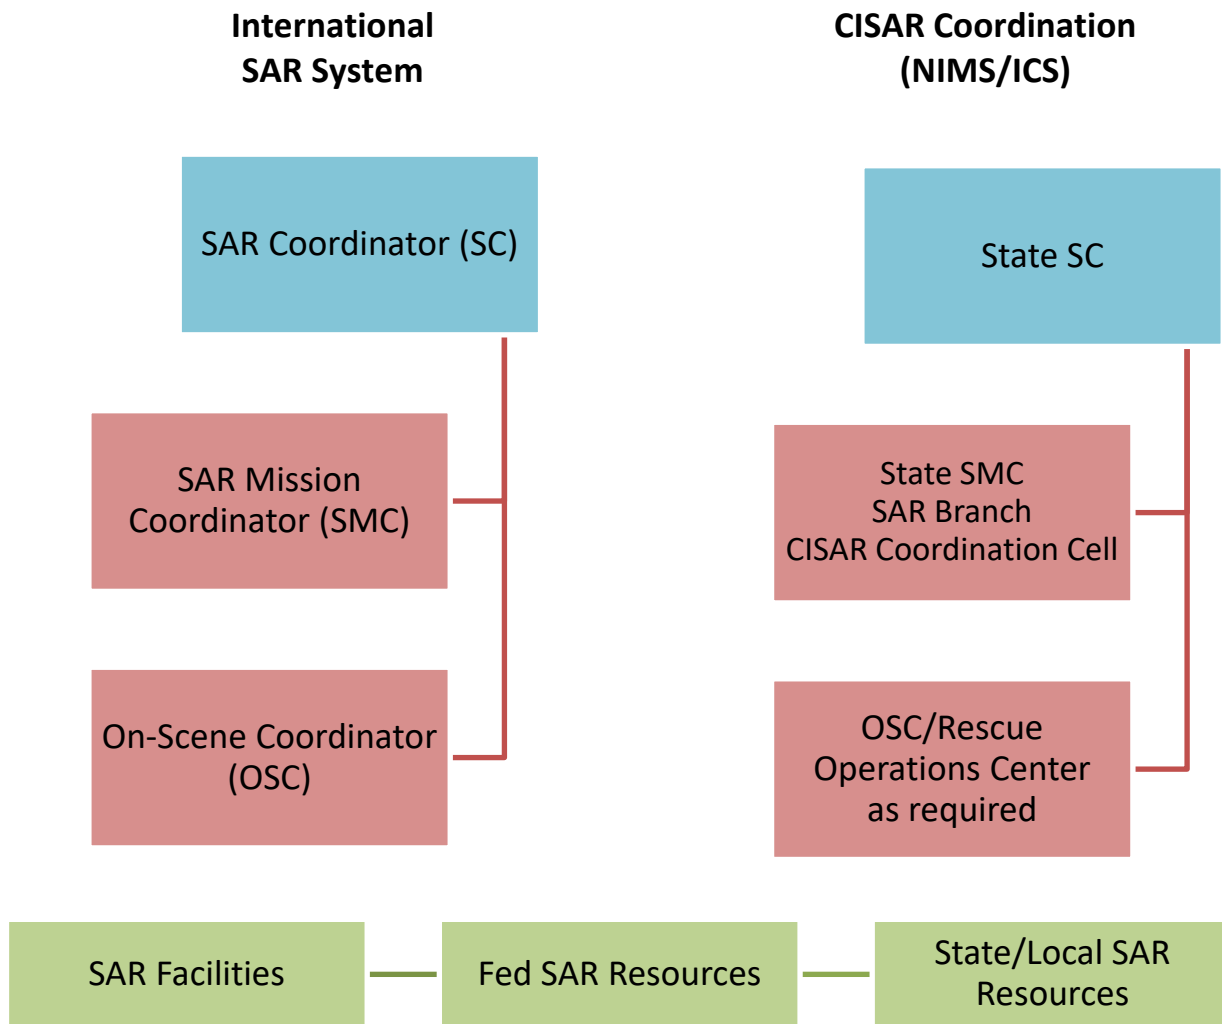 International
SAR System
CISAR Coordination
(NIMS/ICS)
SAR Coordinator (SC)
State SC
SAR Mission
Coordinator (SMC)
State SMC
SAR Branch
CISAR Coordination Cell
On-Scene Coordinator
(OSC)
OSC/Rescue
Operations Center
as required
SAR Facilities
Fed SAR Resources
State/Local SAR
Resources